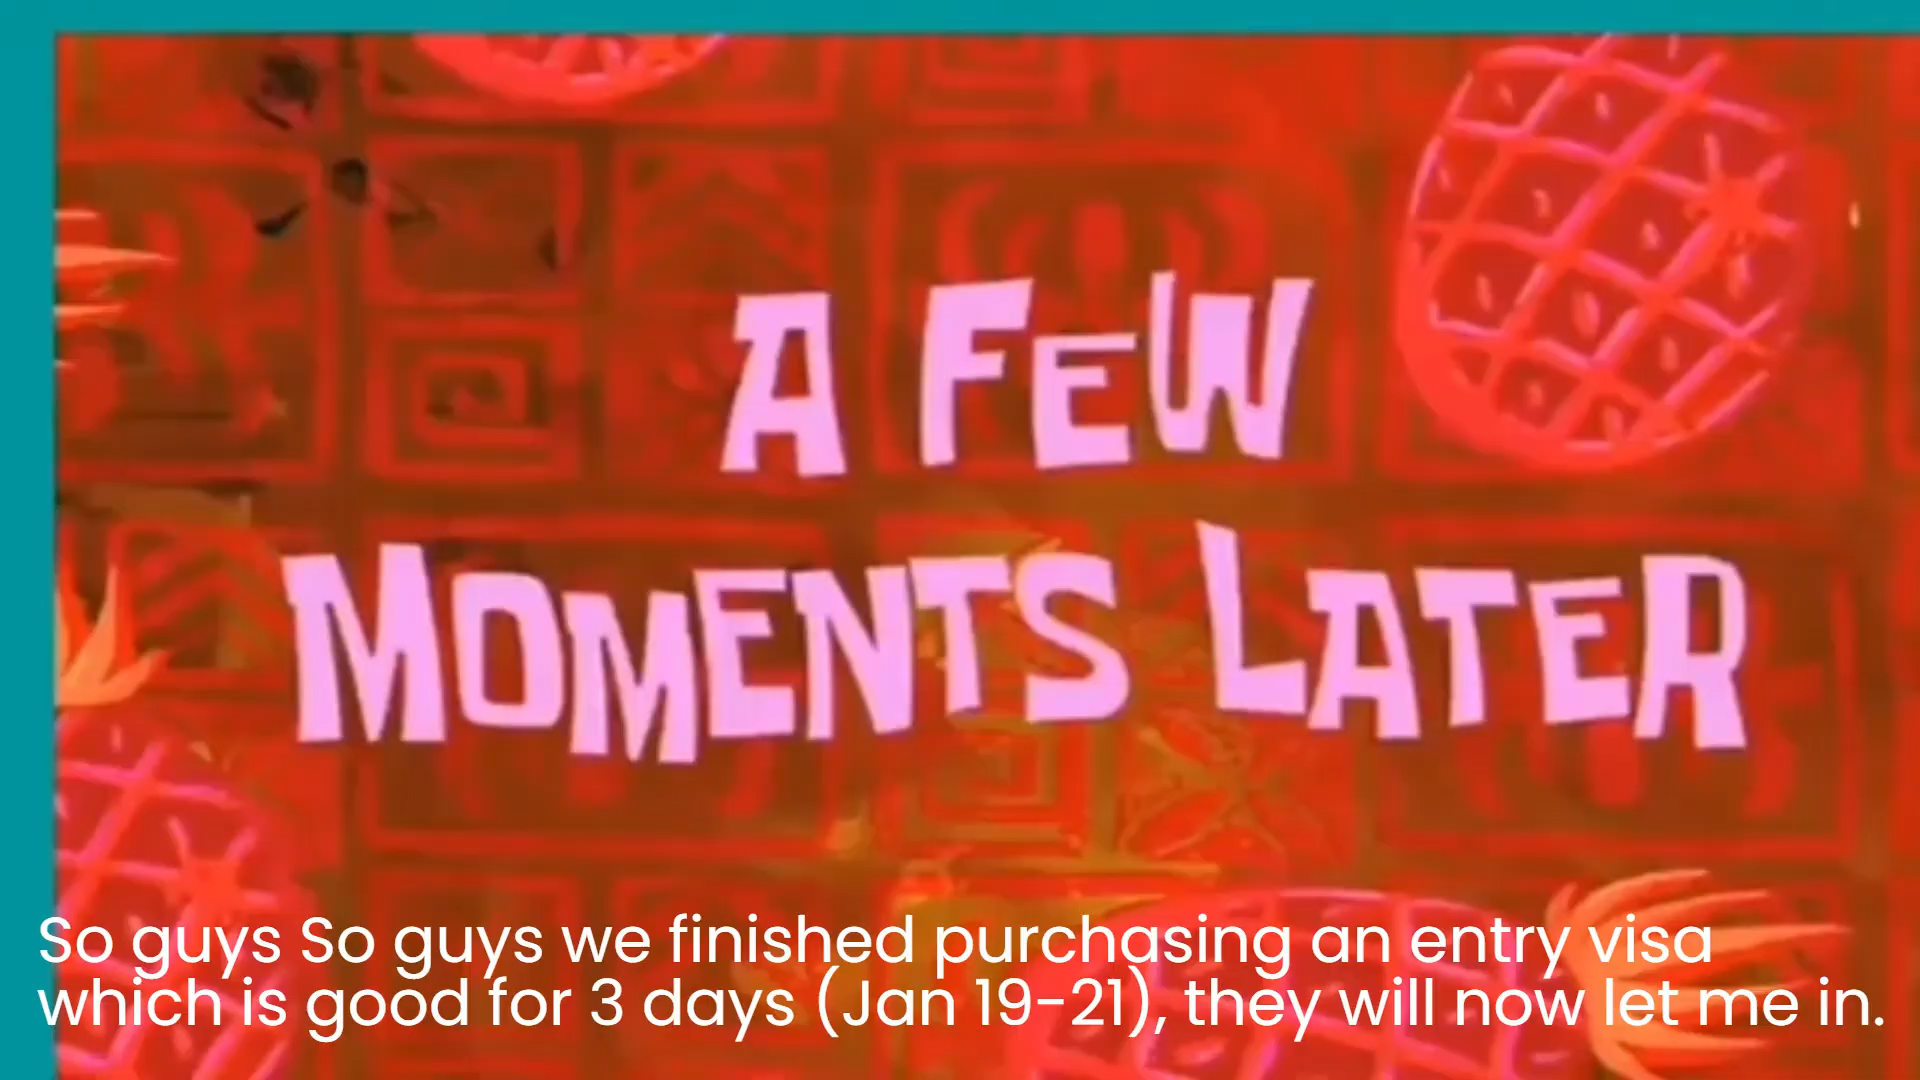 A FEW
MOMENTS LATER
So guys So guys we finished purchasing an entry visa
which is good for 3 days (Jan 19-21), they will now let me in.